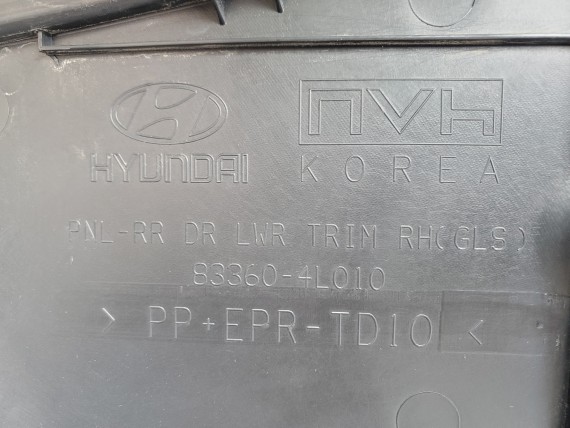 HYUNDAI
NVH
KOREA
PNL-RR DR LWR TRIM RH(GLS)
83360-4L010
> PP+EPR-TD10 <